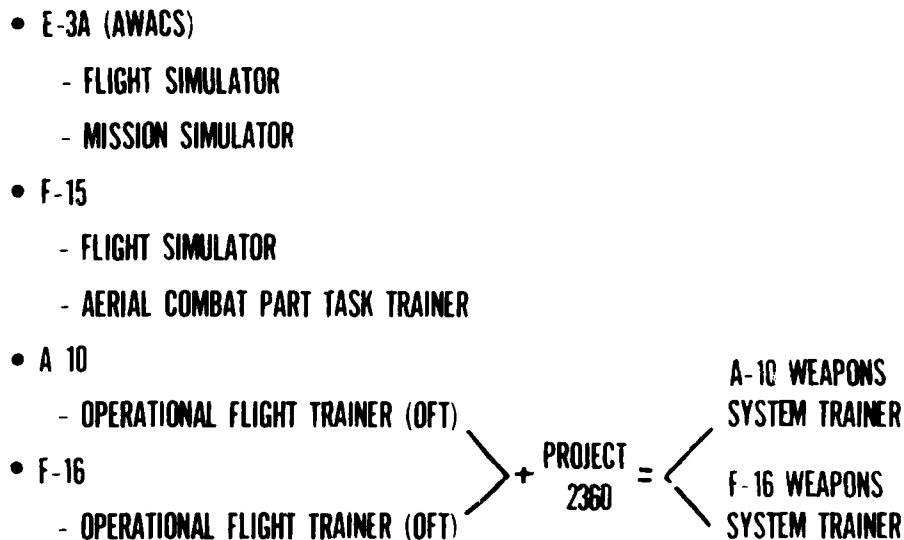 • E-3A (AWACS)
- FLIGHT SIMULATOR
- MISSION SIMULATOR
• F-15
- FLIGHT SIMULATOR
- AERIAL COMBAT PART TASK TRAINER
• A 10
- OPERATIONAL FLIGHT TRAINER (OFT)
• F-16
- OPERATIONAL FLIGHT TRAINER (OFT)
+ PROJECT =
2360
A-10 WEAPONS
SYSTEM TRAINER
F-16 WEAPONS
SYSTEM TRAINER